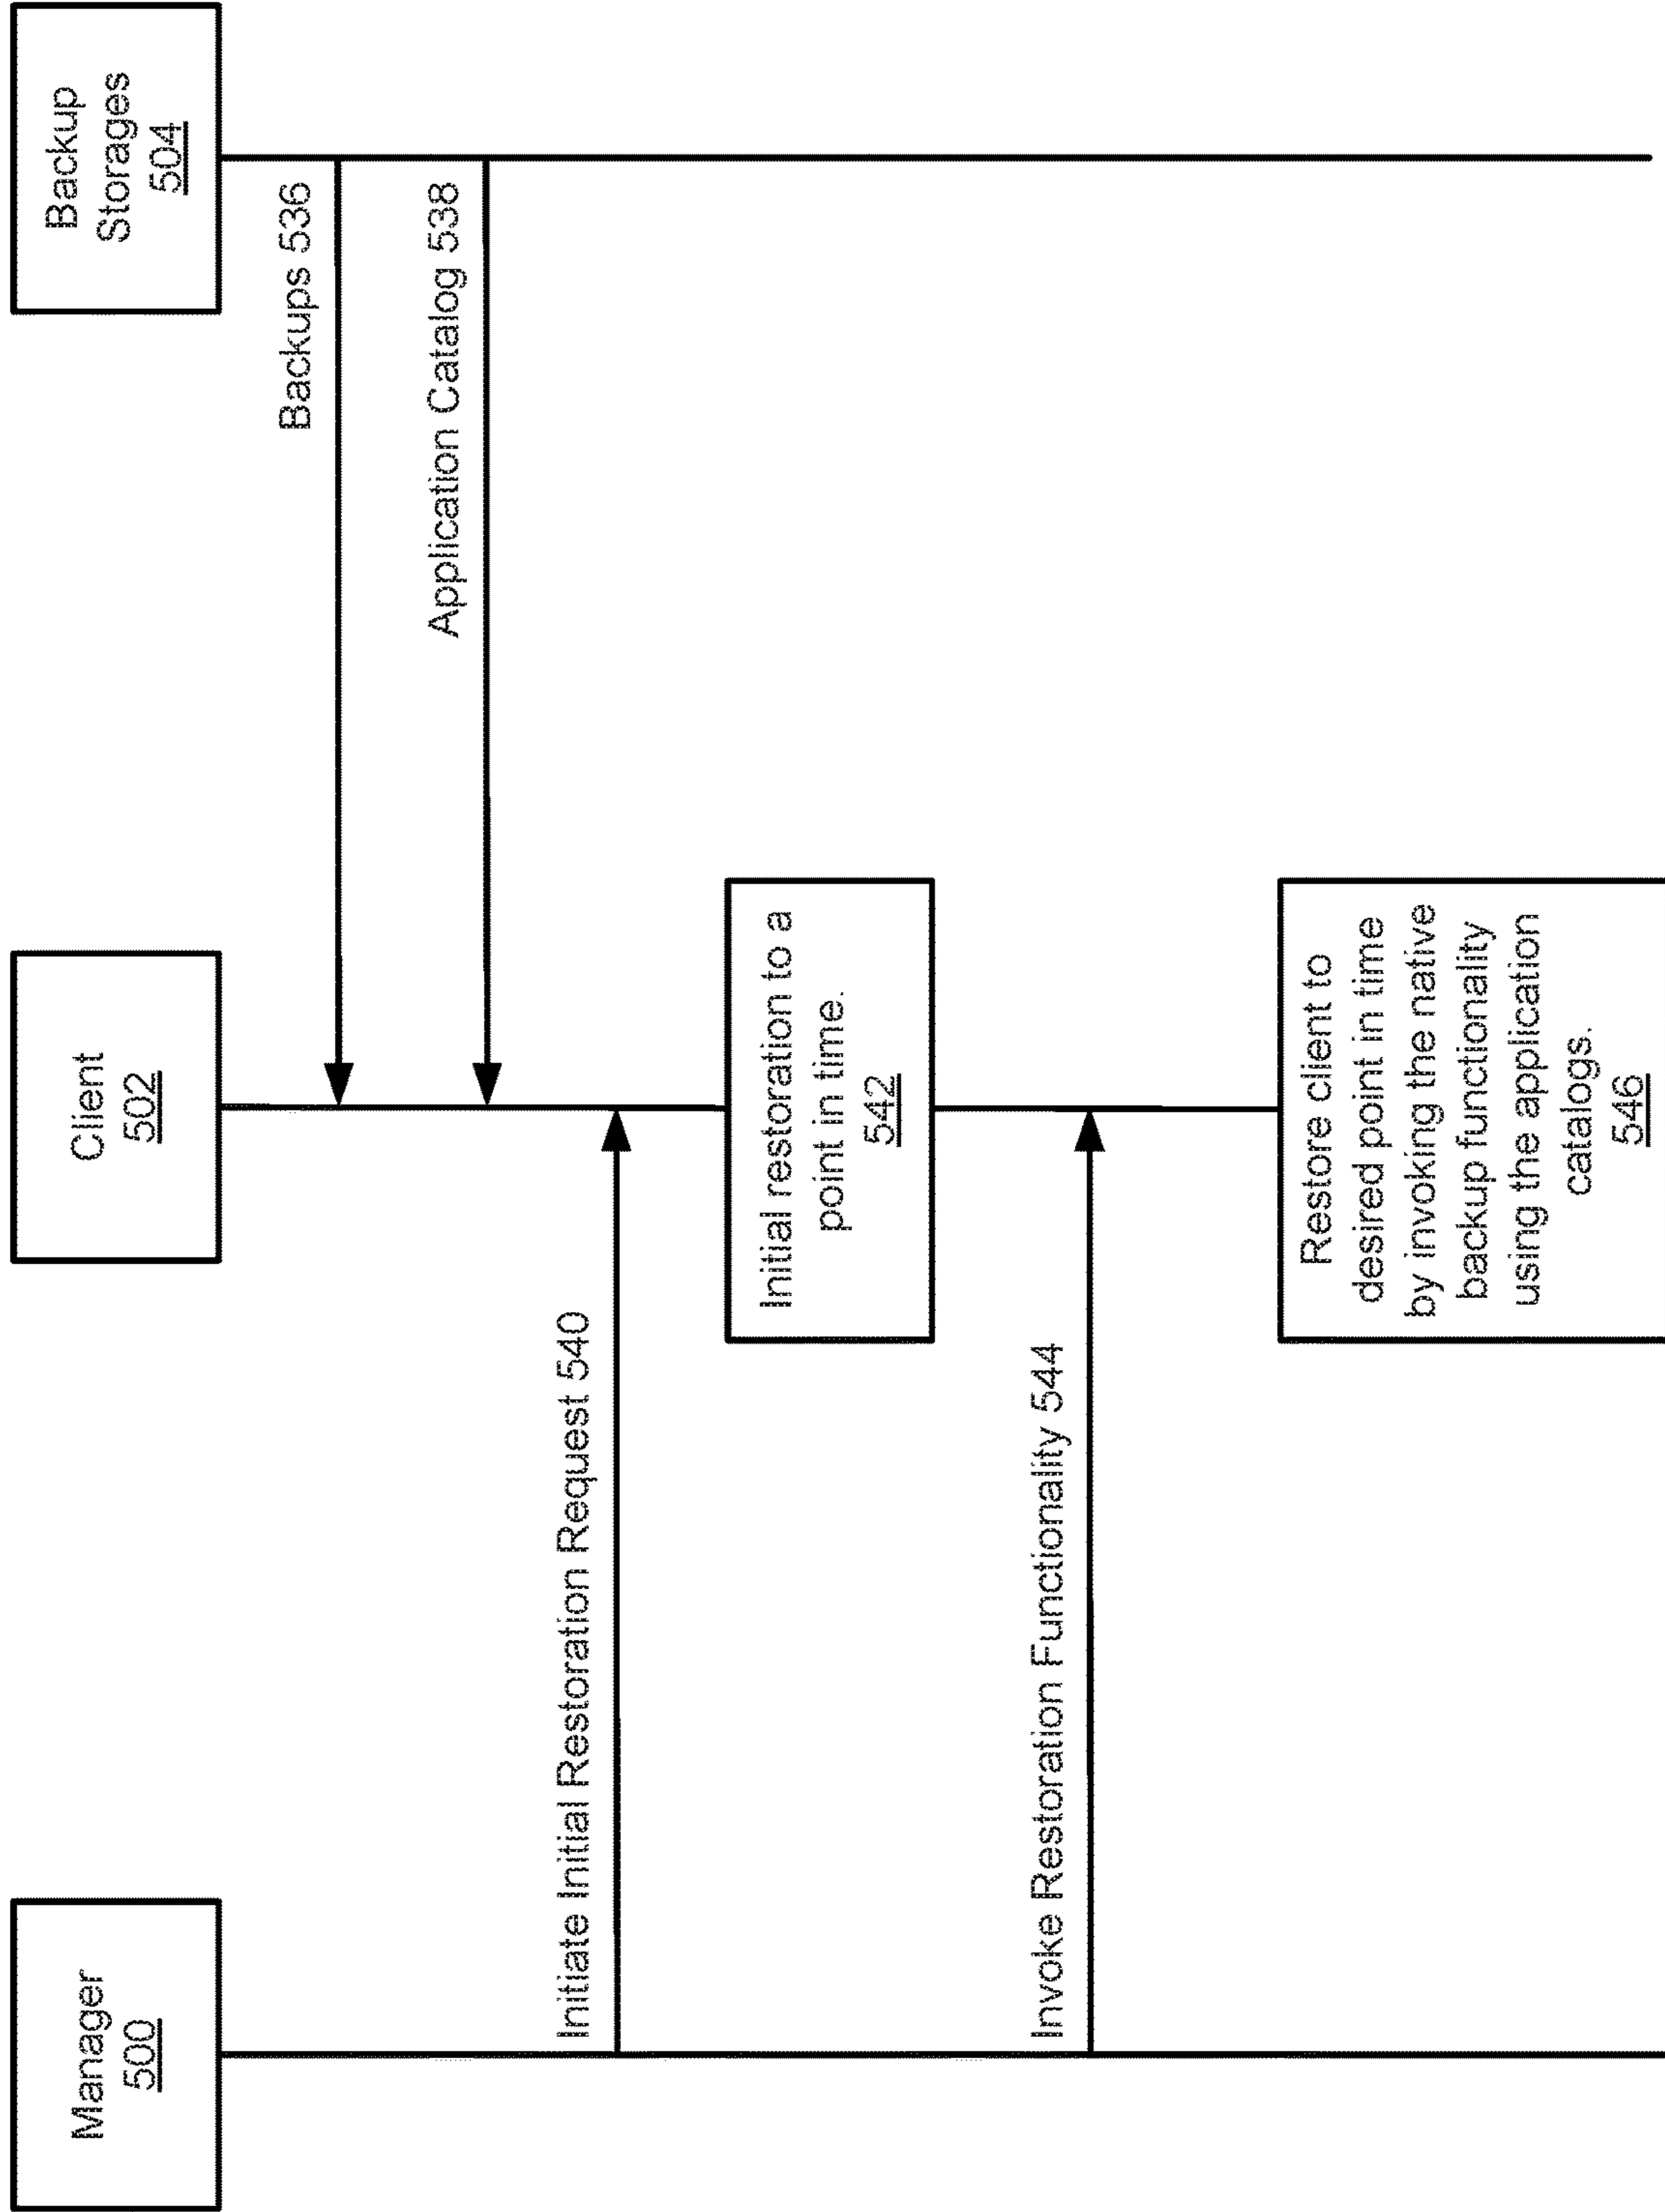 Manager
500
Client
502
Backup
Storages
504
Backups 536
Application Catalog 538
Initiate Initial Restoration Request 540
Initial restoration to a
point in time.
542
Invoke Restoration Functionality 544
Restore client to
desired point in time
by invoking the native
backup functionality
using the application
catalogs.
546